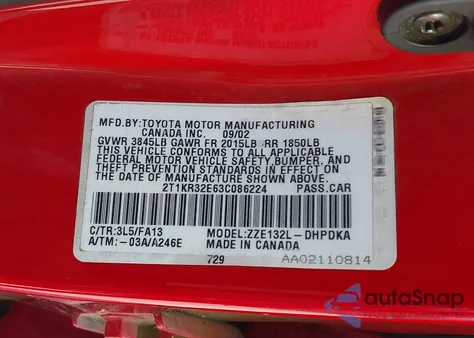 MFD.BY:TOYOTA MOTOR MANUFACTURING
CANADA INC. 09/02
GVWR 3845LB GAWR FR 2015LB RR 1850LB
THIS VEHICLE CONFORMS TO ALL APPLICABLE
FEDERAL MOTOR VEHICLE SAFETY,BUMPER, AND
THEFT PREVENTION STANDARDS IN EFFECT ON THE
DATE OF MANUFACTURE SHOWN ABOVE.
2T1KR32E63C086224 PASS.CAR
C/TR:3L5/FA13 MODEL:ZZE132L-DHPDKA
A/TM:-03A/A246E MADE IN CANADA
729 AA02110814
autoSnap